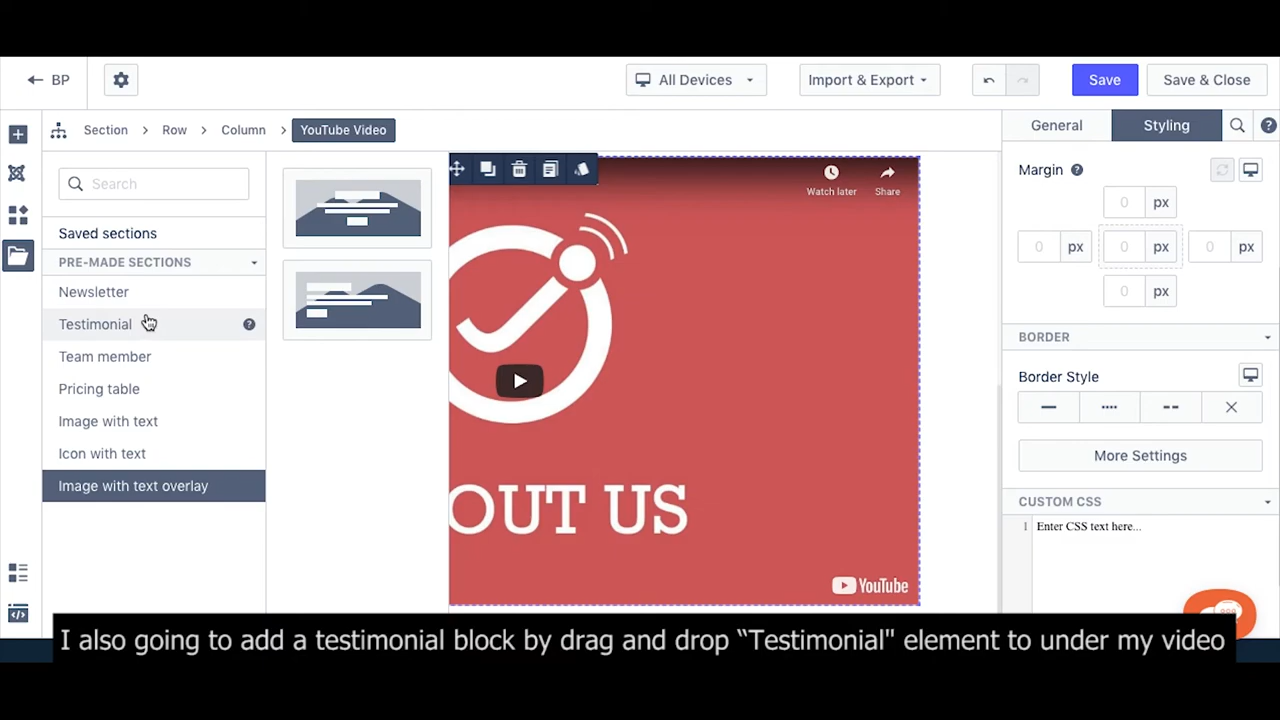 BP
All Devices
Import & Export
Save
Save & Close
Section
Row
Column
YouTube Video
General
Styling
Search
Saved sections
PRE-MADE SECTIONS
Newsletter
Testimonial
Team member
Pricing table
Image with text
Icon with text
Image with text overlay
Watch later
Share
OUT US
YouTube
Margin
0 px
0 px
0 px
0 px
0 px
BORDER
Border Style
More Settings
CUSTOM CSS
1 Enter CSS text here...
I also going to add a testimonial block by drag and drop “Testimonial" element to under my video